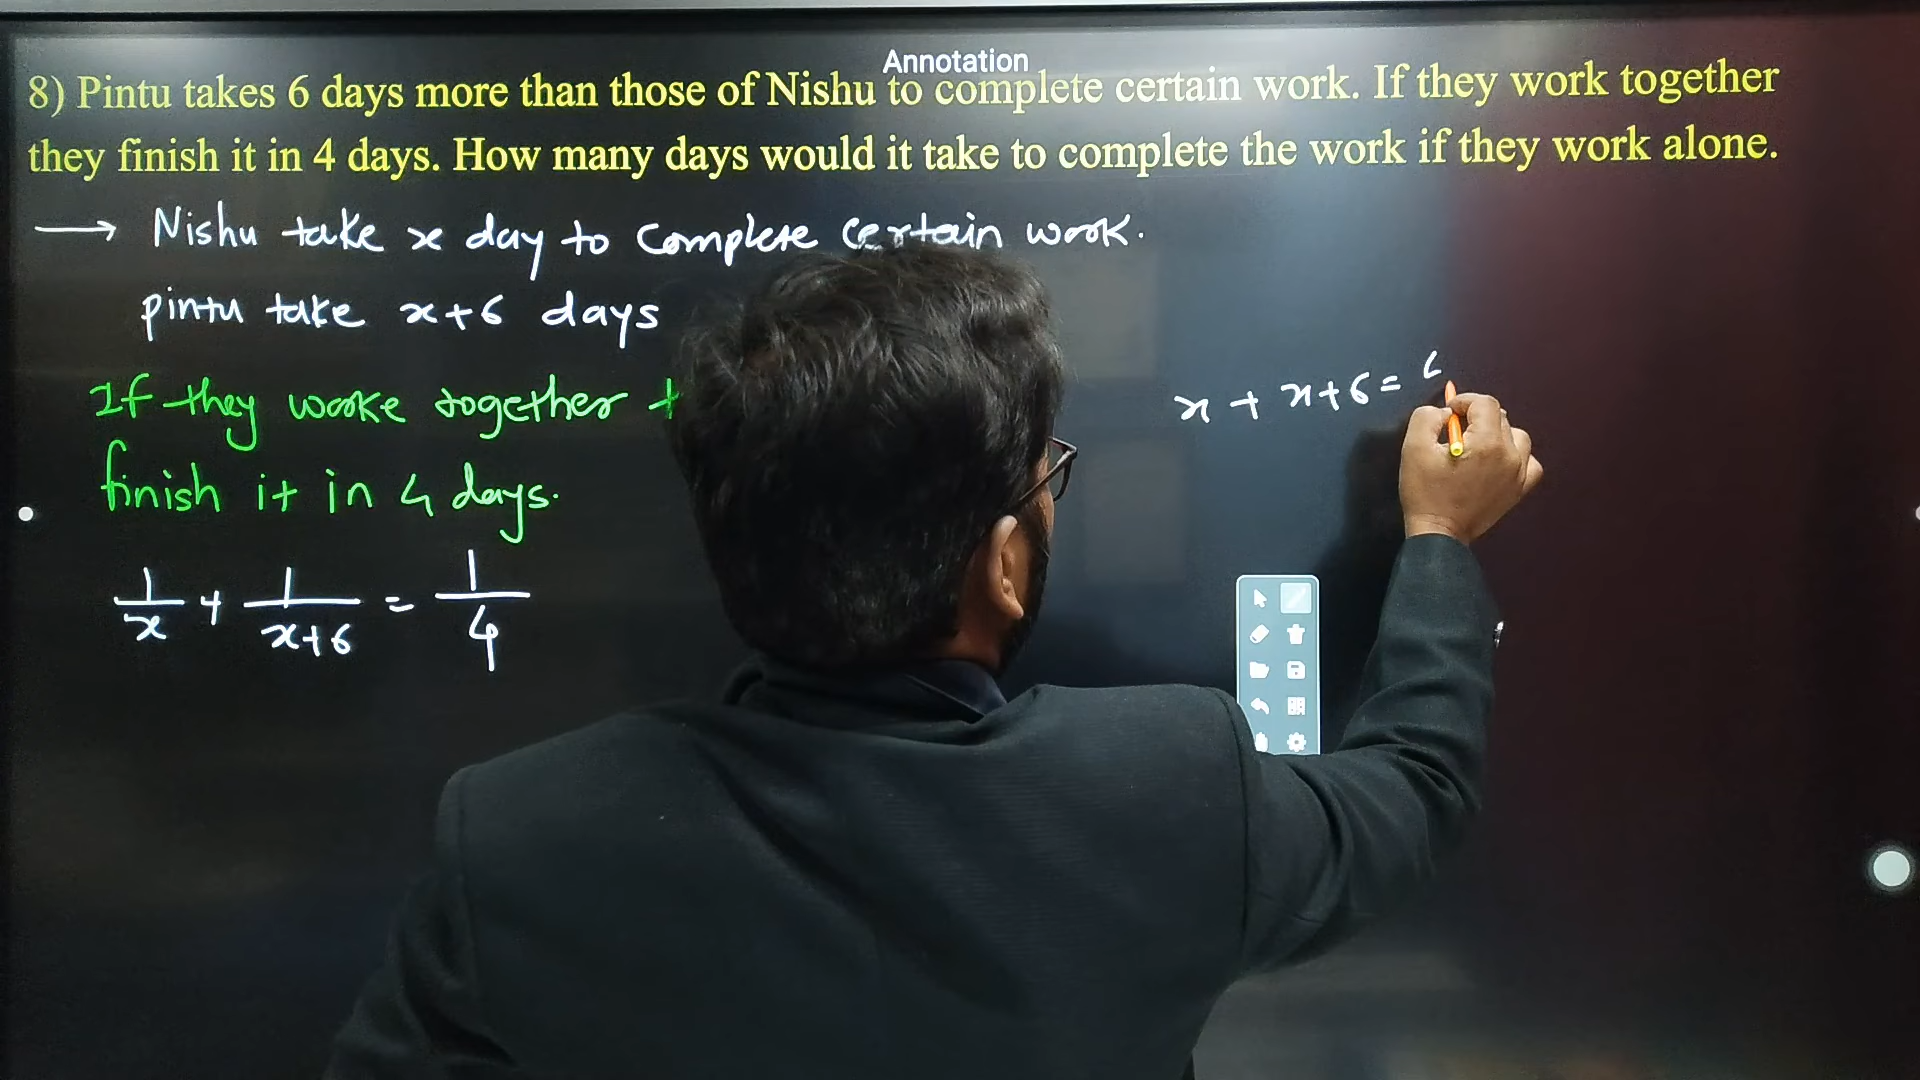 Annotation
8) Pintu takes 6 days more than those of Nishu to complete certain work. If they work together
they finish it in 4 days. How many days would it take to complete the work if they work alone.
→ Nishu take x day to complete certain work.
pintu take x+6 days
If they worke together
finish it in 4 days.
1/x + 1/(x+6) = 1/4
x + x+6 =